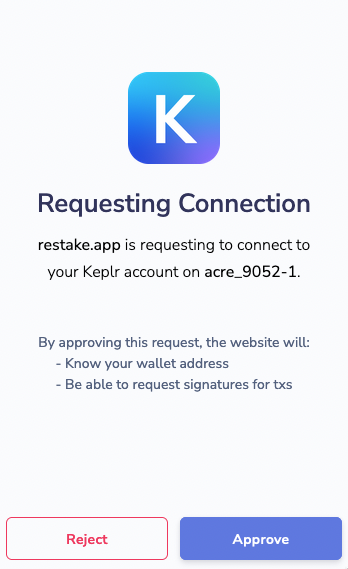 K
Requesting Connection
restake.app is requesting to connect to
your Keplr account on acre_9052-1.
By approving this request, the website will:
- Know your wallet address
- Be able to request signatures for txs
Reject
Approve